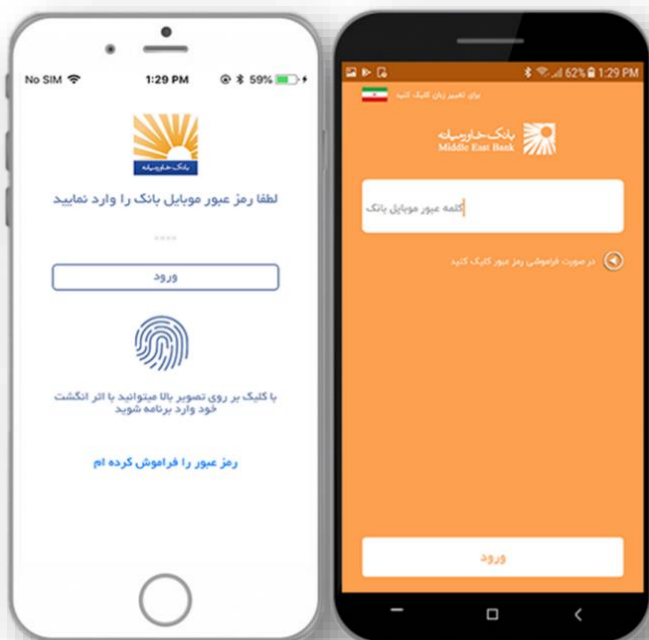 No SIM 1:29 PM 59%
بانک خاورمیانه
لطفا رمز عبور موبایل بانک را وارد نمایید
ورود
با کلیک بر روی تصویر بالا میتوانید با اثر انگشت
خود وارد برنامه شوید
رمز عبور را فراموش کرده ام
62% 1:29 PM
برای تغییر زبان کلیک کنید
بانک خاورمیانه
Middle East Bank
کلمه عبور موبایل بانک
در صورت فراموشی رمز عبور کلیک کنید
ورود